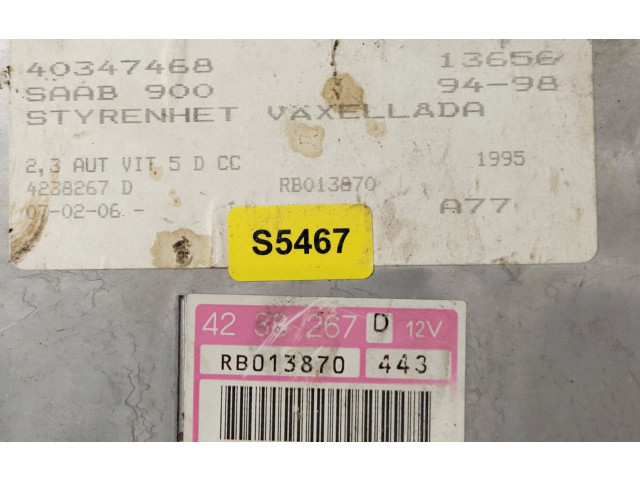 40347468 13656
SAAB 900 94-98
STYRENHET VÄXELLÅDA
2,3 AUT VIT 5 D CC 1995
4238267 D RB013870
07-02-06 - A77
S5467
42 38 267 D 12V
RB013870 443